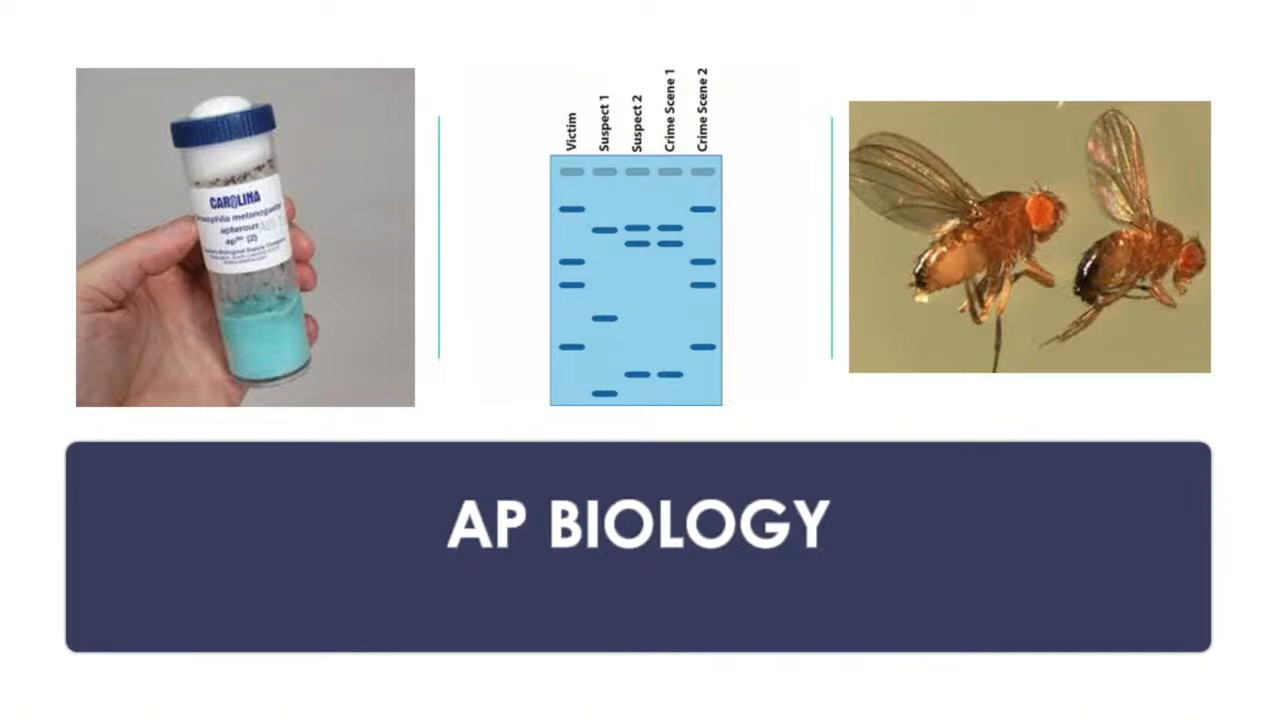 CAROLINA
Drosophila melanogaster
apterous
Victim
Suspect 1
Suspect 2
Crime Scene 1
Crime Scene 2
AP BIOLOGY